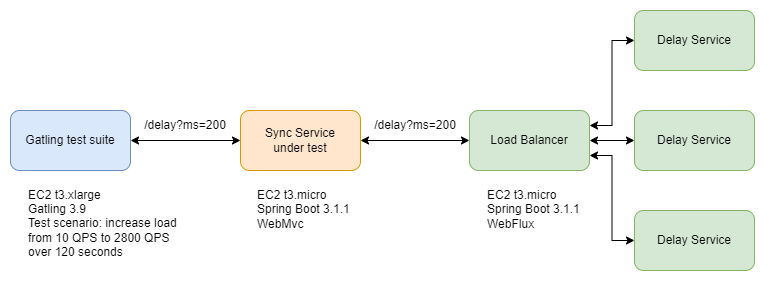 Delay Service
Gatling test suite
/delay?ms=200
Sync Service
under test
/delay?ms=200
Load Balancer
Delay Service
EC2 t3.xlarge
Gatling 3.9
Test scenario: increase load
from 10 QPS to 2800 QPS
over 120 seconds
EC2 t3.micro
Spring Boot 3.1.1
WebMvc
EC2 t3.micro
Spring Boot 3.1.1
WebFlux
Delay Service